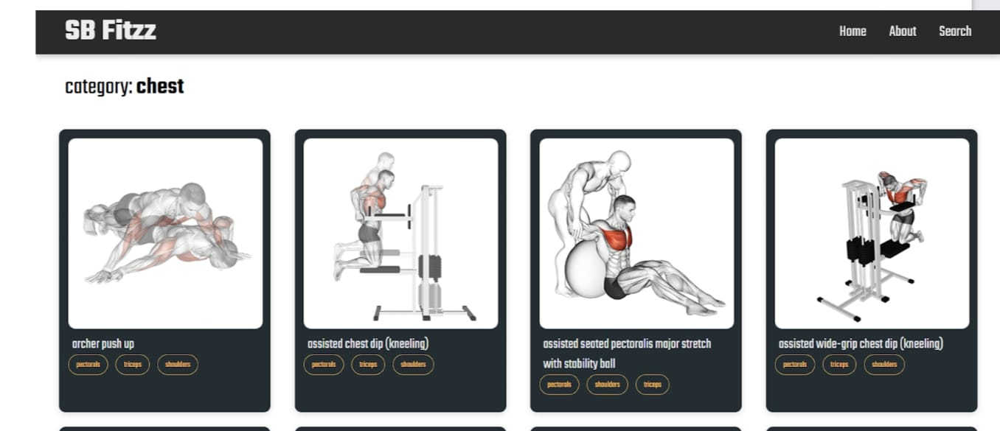 SB Fitzz
Home About Search
category: chest
archer push up
pectorals triceps shoulders
assisted chest dip (kneeling)
pectorals triceps shoulders
assisted seated pectoralis major stretch
with stability ball
pectorals shoulders triceps
assisted wide-grip chest dip (kneeling)
pectorals triceps shoulders